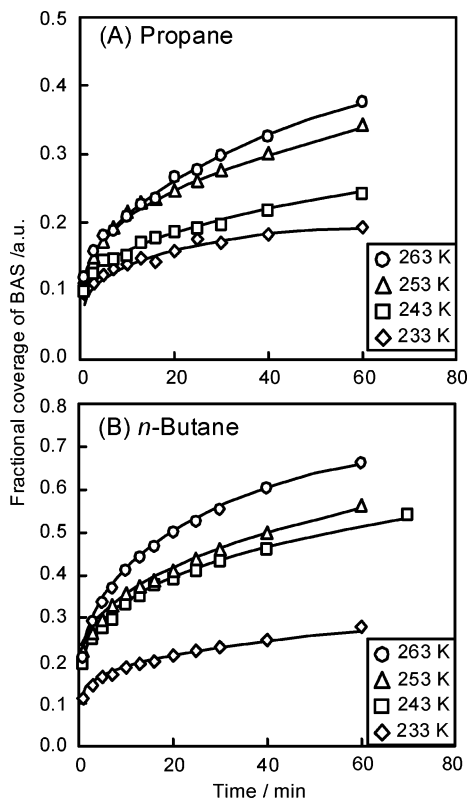 (A) Propane
0.5
0.4
0.3
0.2
0.1
0.0
0
20
40
60
80
263 K
253 K
243 K
233 K
Fractional coverage of BAS /a.u.
(B) n-Butane
0.8
0.7
0.6
0.5
0.4
0.3
0.2
0.1
0.0
0
20
40
60
80
263 K
253 K
243 K
233 K
Time / min